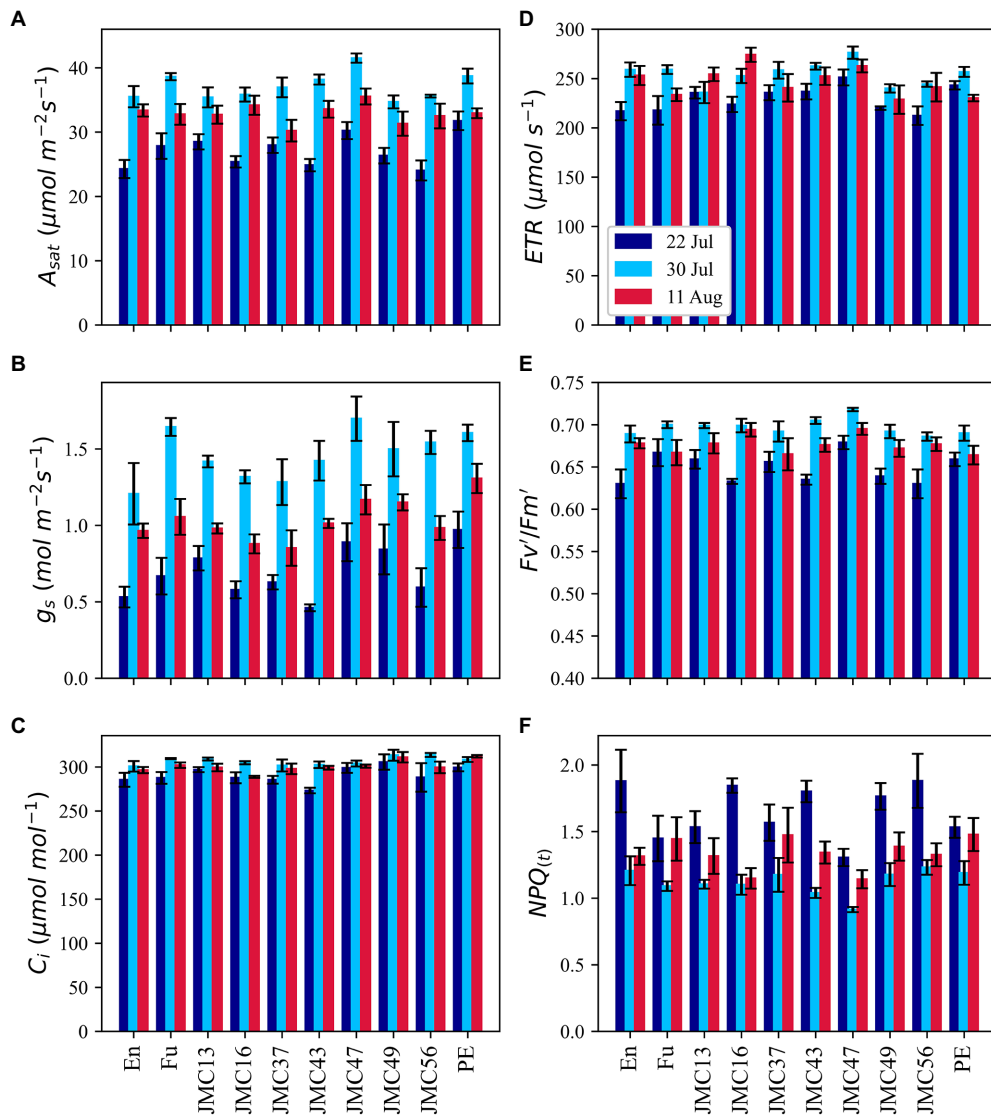 A
A_sat (μmol m⁻²s⁻¹)
40
30
20
10
0
B
g_s (mol m⁻²s⁻¹)
1.5
1.0
0.5
0.0
C
C_i (μmol mol⁻¹)
300
250
200
150
100
50
0
En
Fu
JMC13
JMC16
JMC37
JMC43
JMC47
JMC49
JMC56
PE
D
ETR (μmol s⁻¹)
300
250
200
150
100
50
0
22 Jul
30 Jul
11 Aug
E
Fv′/Fm′
0.75
0.70
0.65
0.60
0.55
0.50
0.45
0.40
F
NPQ₍ₜ₎
2.0
1.5
1.0
0.5
0.0
En
Fu
JMC13
JMC16
JMC37
JMC43
JMC47
JMC49
JMC56
PE